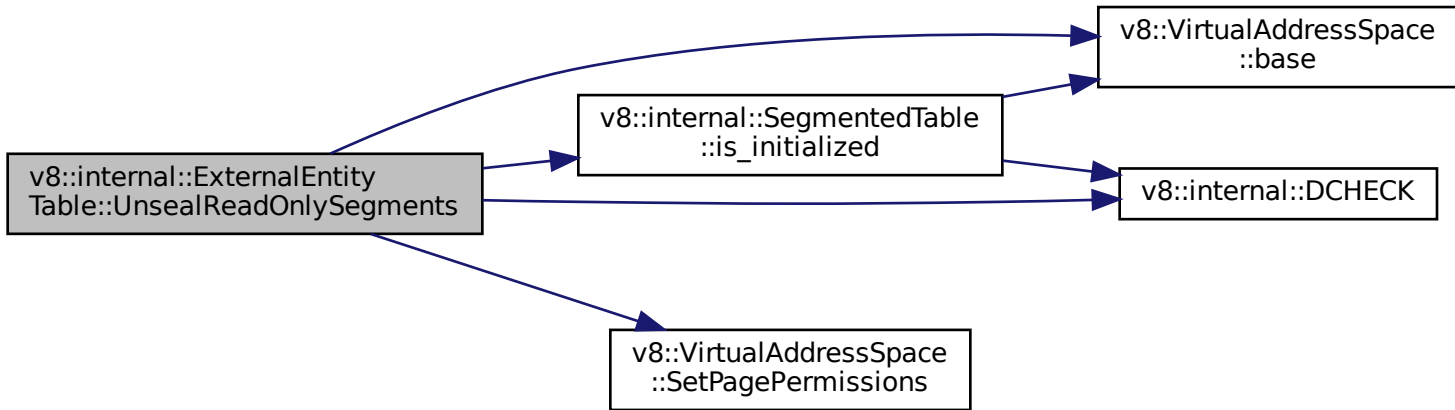 v8::internal::ExternalEntity
Table::UnsealReadOnlySegments
v8::internal::SegmentedTable
::is_initialized
v8::VirtualAddressSpace
::base
v8::internal::DCHECK
v8::VirtualAddressSpace
::SetPagePermissions